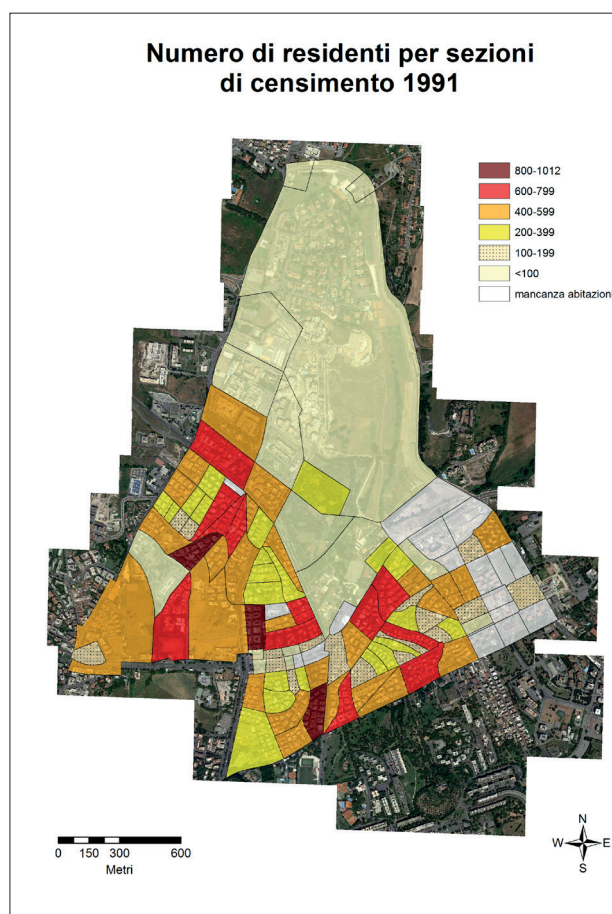 Numero di residenti per sezioni
di censimento 1991
800-1012
600-799
400-599
200-399
100-199
<100
mancanza abitazioni
0 150 300 600
Metri
N
W E
S